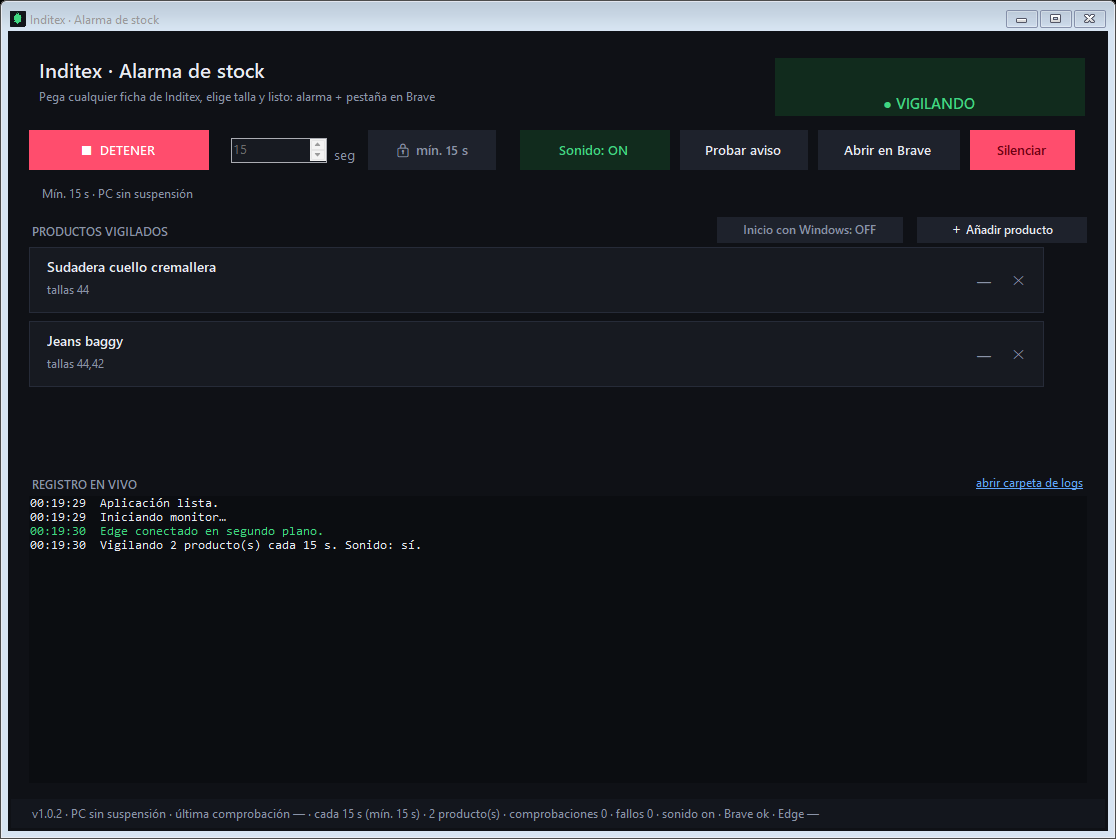 Inditex · Alarma de stock
Inditex · Alarma de stock
Pega cualquier ficha de Inditex, elige talla y listo: alarma + pestaña en Brave
● VIGILANDO
■ DETENER
15
seg
mín. 15 s
Sonido: ON
Probar aviso
Abrir en Brave
Silenciar
Mín. 15 s · PC sin suspensión
PRODUCTOS VIGILADOS
Inicio con Windows: OFF
+ Añadir producto
Sudadera cuello cremallera
tallas 44
Jeans baggy
tallas 44,42
REGISTRO EN VIVO
abrir carpeta de logs
00:19:29 Aplicación lista.
00:19:29 Iniciando monitor…
00:19:30 Edge conectado en segundo plano.
00:19:30 Vigilando 2 producto(s) cada 15 s. Sonido: sí.
v1.0.2 · PC sin suspensión · última comprobación — · cada 15 s (mín. 15 s) · 2 producto(s) · comprobaciones 0 · fallos 0 · sonido on · Brave ok · Edge —